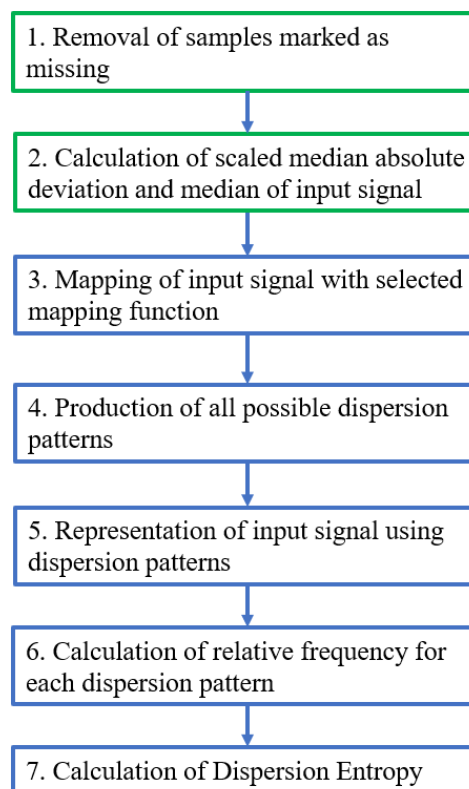 1. Removal of samples marked as
missing
2. Calculation of scaled median absolute
deviation and median of input signal
3. Mapping of input signal with selected
mapping function
4. Production of all possible dispersion
patterns
5. Representation of input signal using
dispersion patterns
6. Calculation of relative frequency for
each dispersion pattern
7. Calculation of Dispersion Entropy